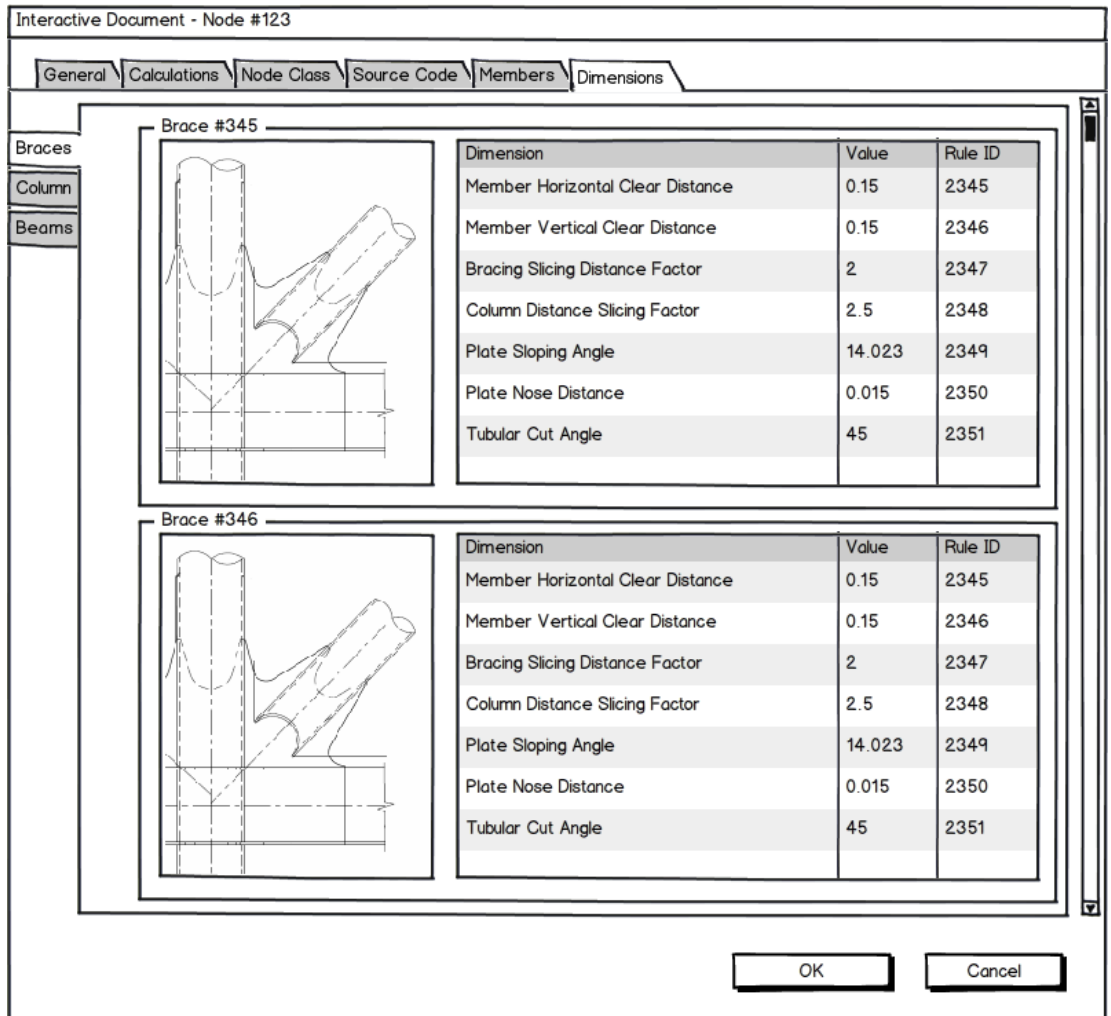 Interactive Document - Node #123
General Calculations Node Class Source Code Members Dimensions
Braces
Column
Beams
Brace #345
Dimension Value Rule ID
Member Horizontal Clear Distance 0.15 2345
Member Vertical Clear Distance 0.15 2346
Bracing Slicing Distance Factor 2 2347
Column Distance Slicing Factor 2.5 2348
Plate Sloping Angle 14.023 2349
Plate Nose Distance 0.015 2350
Tubular Cut Angle 45 2351
Brace #346
Dimension Value Rule ID
Member Horizontal Clear Distance 0.15 2345
Member Vertical Clear Distance 0.15 2346
Bracing Slicing Distance Factor 2 2347
Column Distance Slicing Factor 2.5 2348
Plate Sloping Angle 14.023 2349
Plate Nose Distance 0.015 2350
Tubular Cut Angle 45 2351
OK Cancel